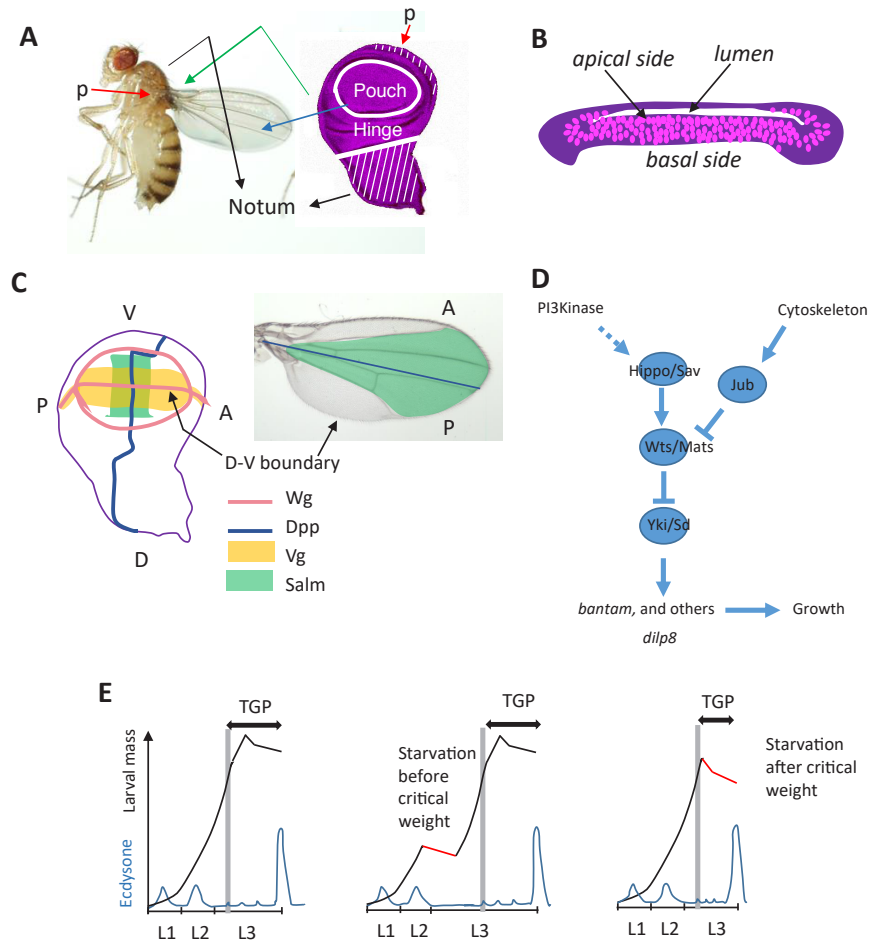 A
p
p
Pouch
Hinge
Notum
B
apical side
lumen
basal side
C
V
P
A
D
D-V boundary
A
P
Wg
Dpp
Vg
Salm
D
PI3Kinase
Cytoskeleton
Hippo/Sav
Jub
Wts/Mats
Yki/Sd
bantam, and others
Growth
dilp8
E
Larval mass
Ecdysone
TGP
L1
L2
L3
TGP
Starvation
before
critical
weight
L1
L2
L3
TGP
Starvation
after critical
weight
L1
L2
L3